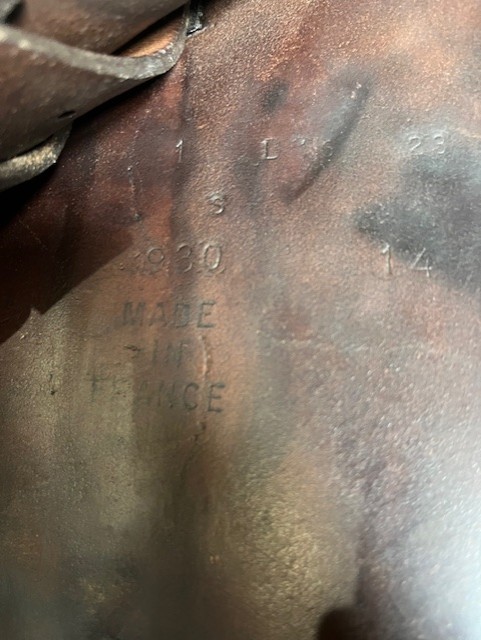 1 L 23
S
930 14
MADE
IN
FRANCE